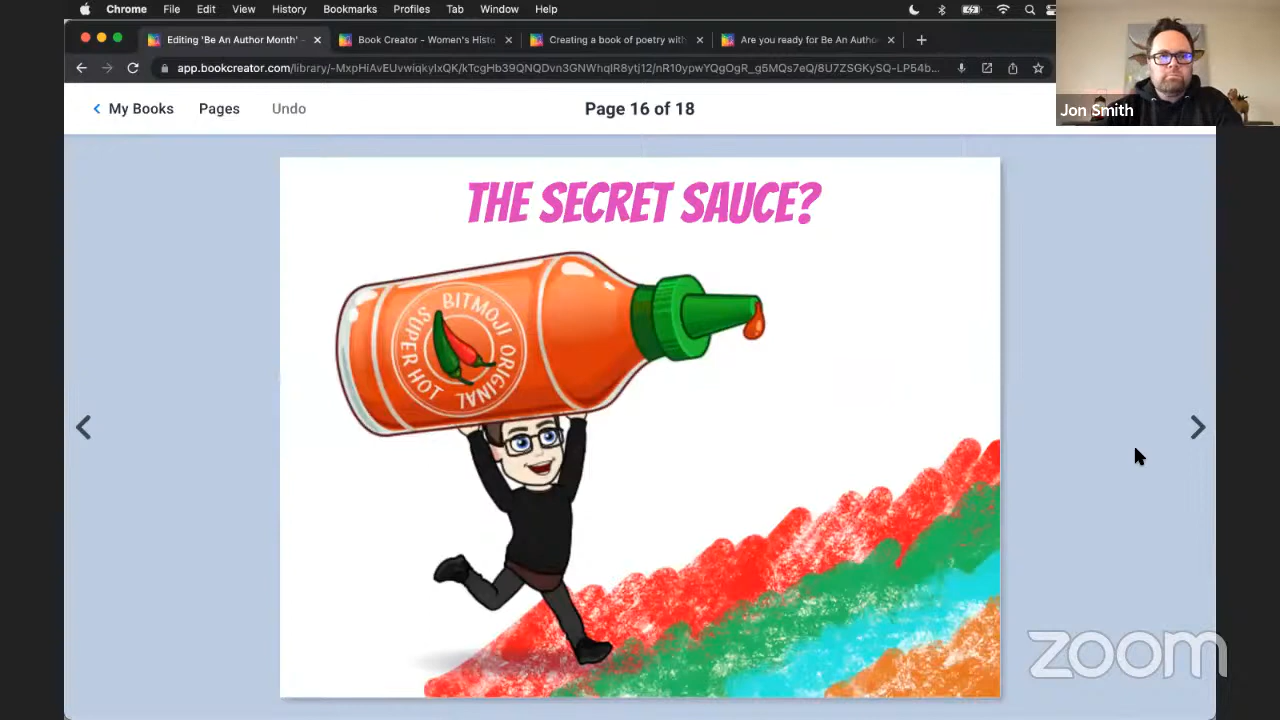 Chrome File Edit View History Bookmarks Profiles Tab Window Help
Editing 'Be An Author Month' - Book Creator - Women's Histo Creating a book of poetry with Are you ready for Be An Autho
Jon Smith
My Books Pages Undo Page 16 of 18
THE SECRET SAUCE?
BITMOJI ORIGINAL
SUPER HOT
zoom